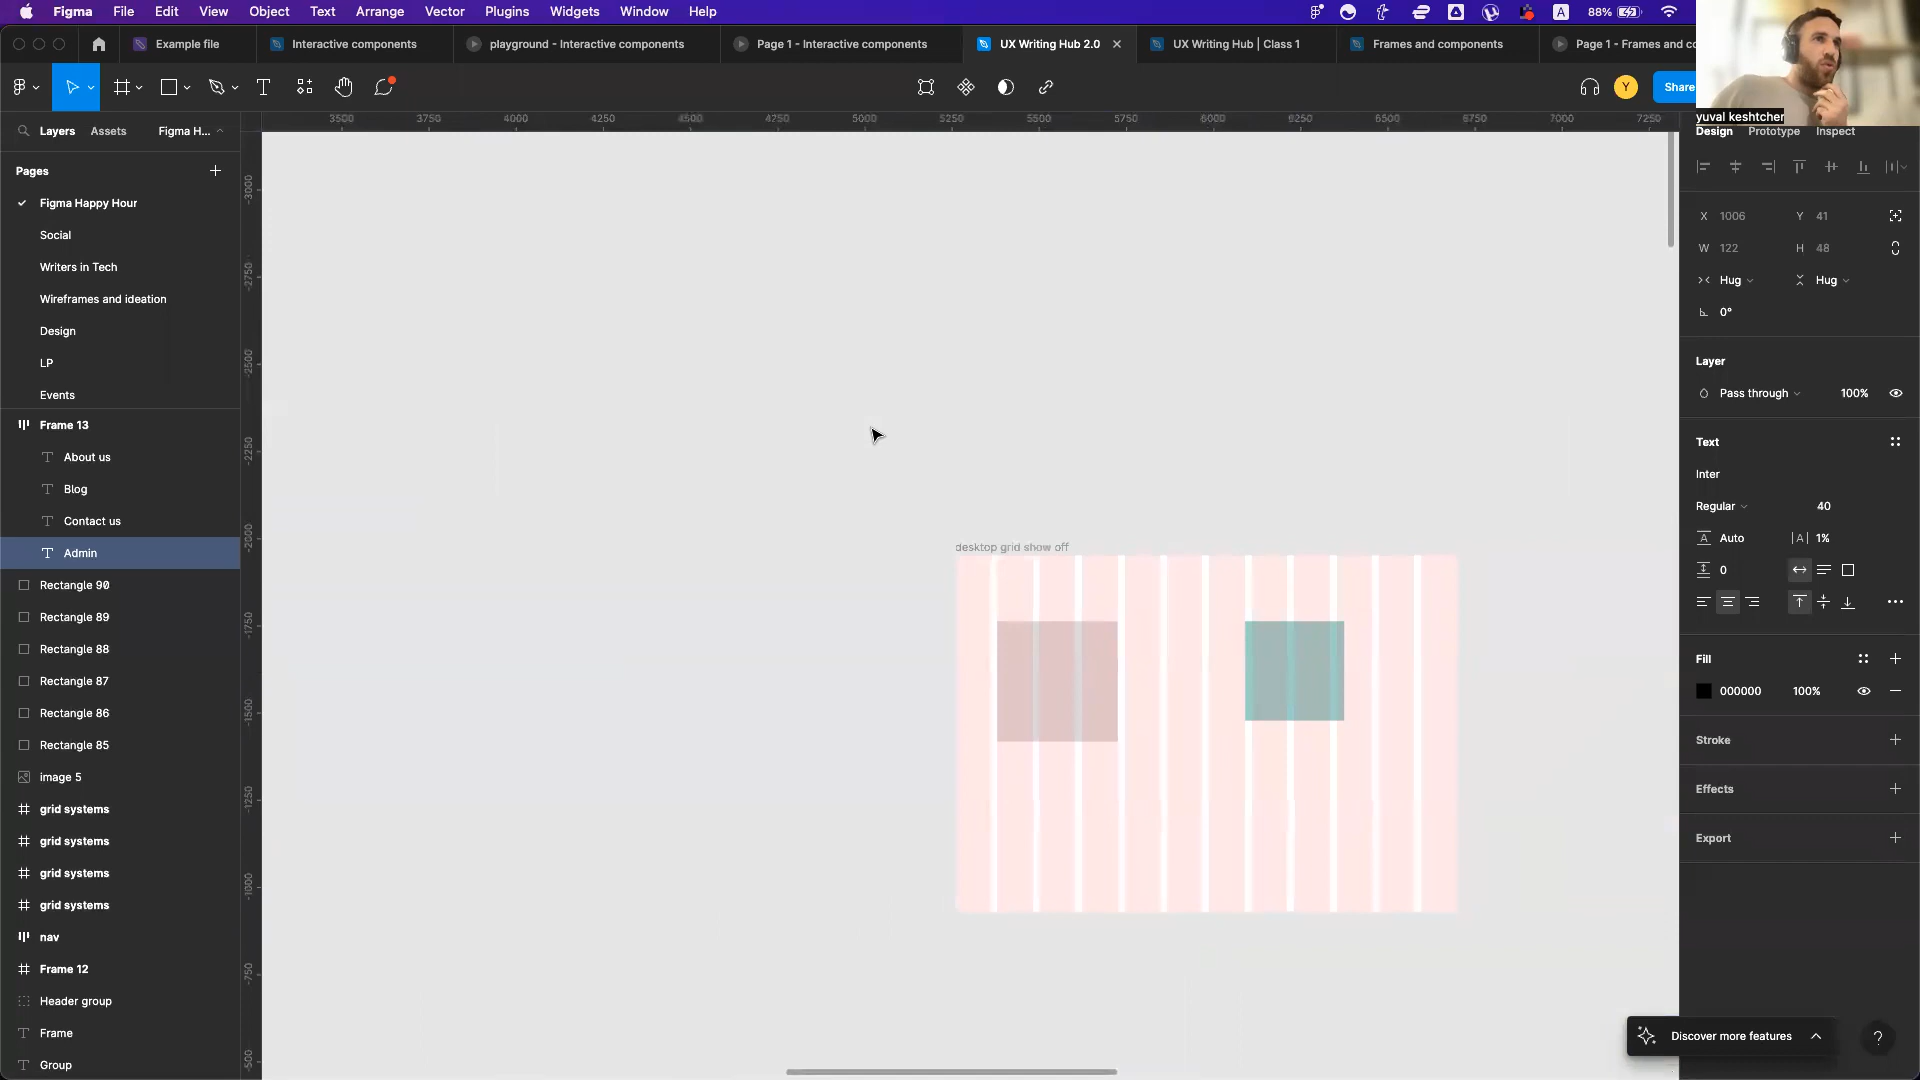 Figma File Edit View Object Text Arrange Vector Plugins Widgets Window Help A 88%
Example file Interactive components playground - Interactive components Page 1 - Interactive components UX Writing Hub 2.0 UX Writing Hub | Class 1 Frames and components Page 1 - Frames and co
Y Share
yuval keshtcher
Layers Assets Figma H...
3500 3750 4000 4250 4500 4750 5000 5250 5500 5750 6000 6250 6500 6750 7000 7250
Design Prototype Inspect
Pages
Figma Happy Hour
Social
Writers in Tech
Wireframes and ideation
Design
LP
Events
Frame 13
About us
Blog
Contact us
Admin
Rectangle 90
Rectangle 89
Rectangle 88
Rectangle 87
Rectangle 86
Rectangle 85
image 5
grid systems
grid systems
grid systems
grid systems
nav
Frame 12
Header group
Frame
Group
-3000
-2750
-2500
-2250
-2000
-1750
-1500
-1250
-1000
-750
-500
desktop grid show off
X 1006 Y 41
W 122 H 48
Hug Hug
0°
Layer
Pass through 100%
Text
Inter
Regular 40
Auto |A| 1%
0
Fill
000000 100%
Stroke
Effects
Export
Discover more features
?